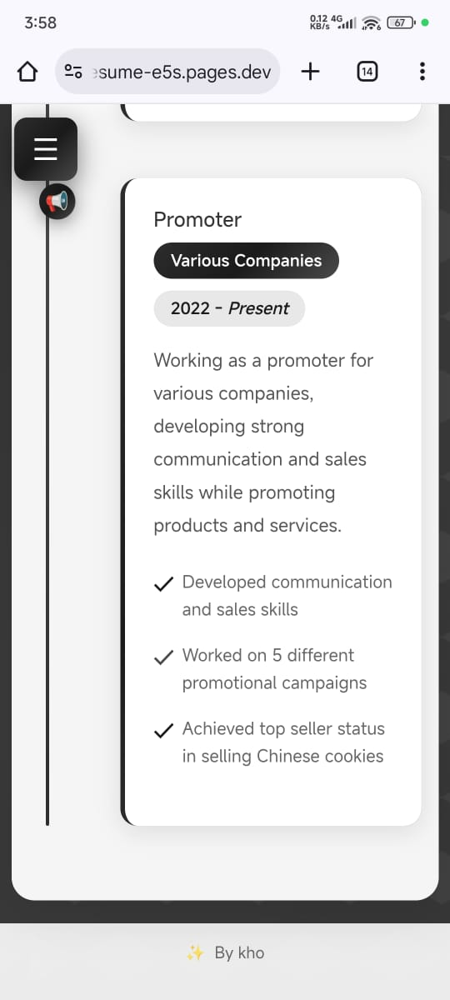 3:58
0.12 4G
KB/s
67
esume-e5s.pages.dev
14
Promoter
Various Companies
2022 - Present
Working as a promoter for
various companies,
developing strong
communication and sales
skills while promoting
products and services.
Developed communication
and sales skills
Worked on 5 different
promotional campaigns
Achieved top seller status
in selling Chinese cookies
✨ By kho